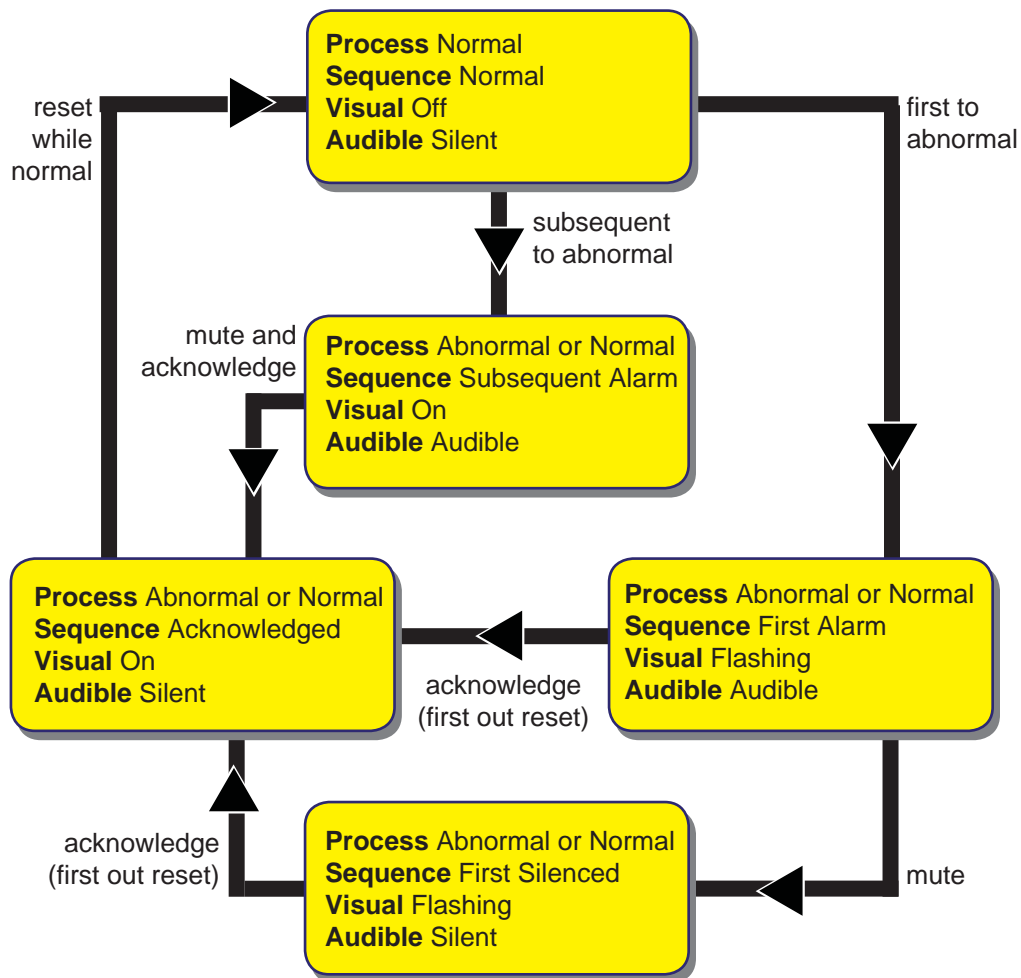 Process Normal
Sequence Normal
Visual Off
Audible Silent
reset
while
normal
first to
abnormal
subsequent
to abnormal
mute and
acknowledge
Process Abnormal or Normal
Sequence Subsequent Alarm
Visual On
Audible Audible
Process Abnormal or Normal
Sequence Acknowledged
Visual On
Audible Silent
Process Abnormal or Normal
Sequence First Alarm
Visual Flashing
Audible Audible
acknowledge
(first out reset)
acknowledge
(first out reset)
Process Abnormal or Normal
Sequence First Silenced
Visual Flashing
Audible Silent
mute